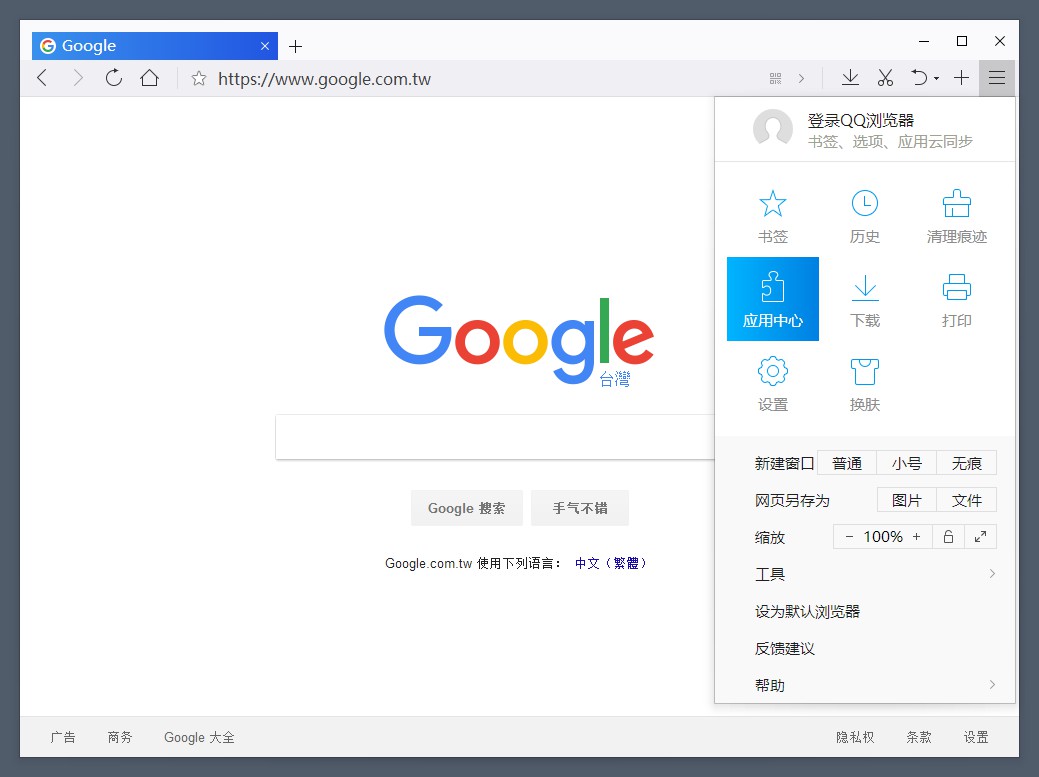 Google
https://www.google.com.tw
登录QQ浏览器
书签、选项、应用云同步
书签 历史 清理痕迹
应用中心 下载 打印
设置 换肤
Google
台灣
新建窗口 普通 小号 无痕
网页另存为 图片 文件
缩放 − 100% +
工具
设为默认浏览器
反馈建议
帮助
Google 搜索 手气不错
Google.com.tw 使用下列语言： 中文（繁體）
广告 商务 Google 大全 隐私权 条款 设置